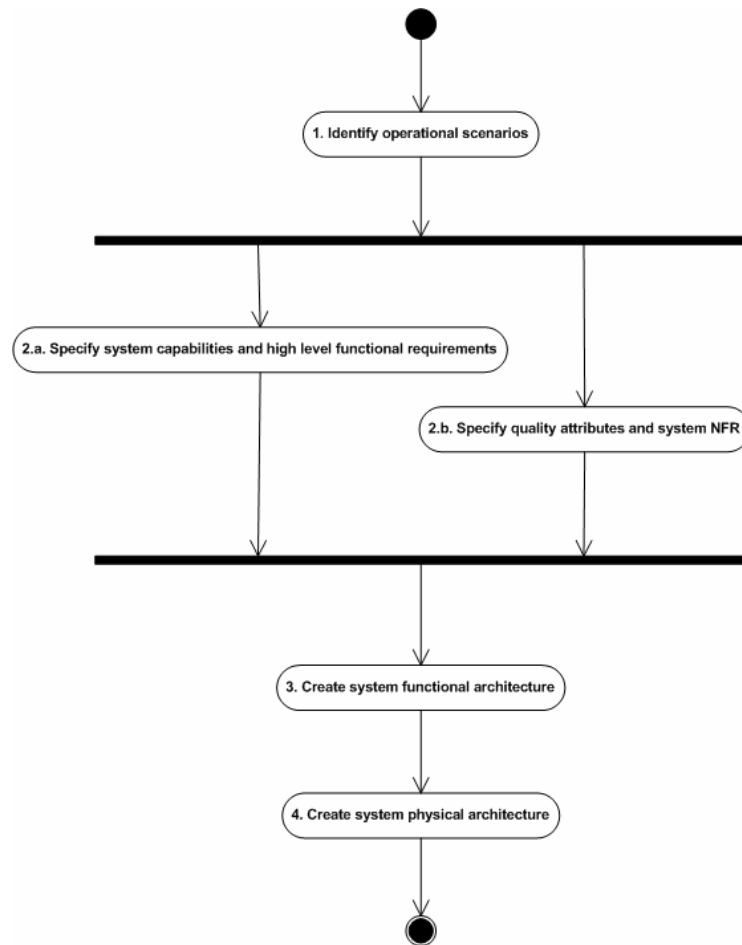 1. Identify operational scenarios
2.a. Specify system capabilities and high level functional requirements
2.b. Specify quality attributes and system NFR
3. Create system functional architecture
4. Create system physical architecture